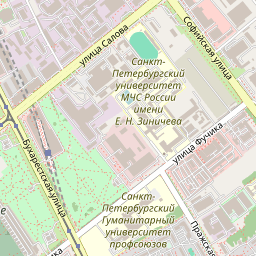 улица Салова
Софийская улица
Санкт-
Петербургский
университет
МЧС России
имени
Е. Н. Зиничева
улица Фучика
Бухарестская улица
Санкт-
Петербургский
Гуманитарный
университет
профсоюзов
Пражская